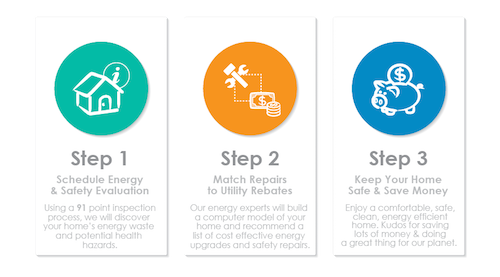 Step 1
Schedule Energy
& Safety Evaluation
Using a 91 point inspection
process, we will discover
your home's energy waste
and potential health
hazards.
Step 2
Match Repairs
to Utility Rebates
Our energy experts will build
a computer model of your
home and recommend a
list of cost effective energy
upgrades and safety repairs.
Step 3
Keep Your Home
Safe & Save Money
Enjoy a comfortable, safe,
clean, energy efficient
home. Kudos for saving
lots of money & doing
a great thing for our planet.